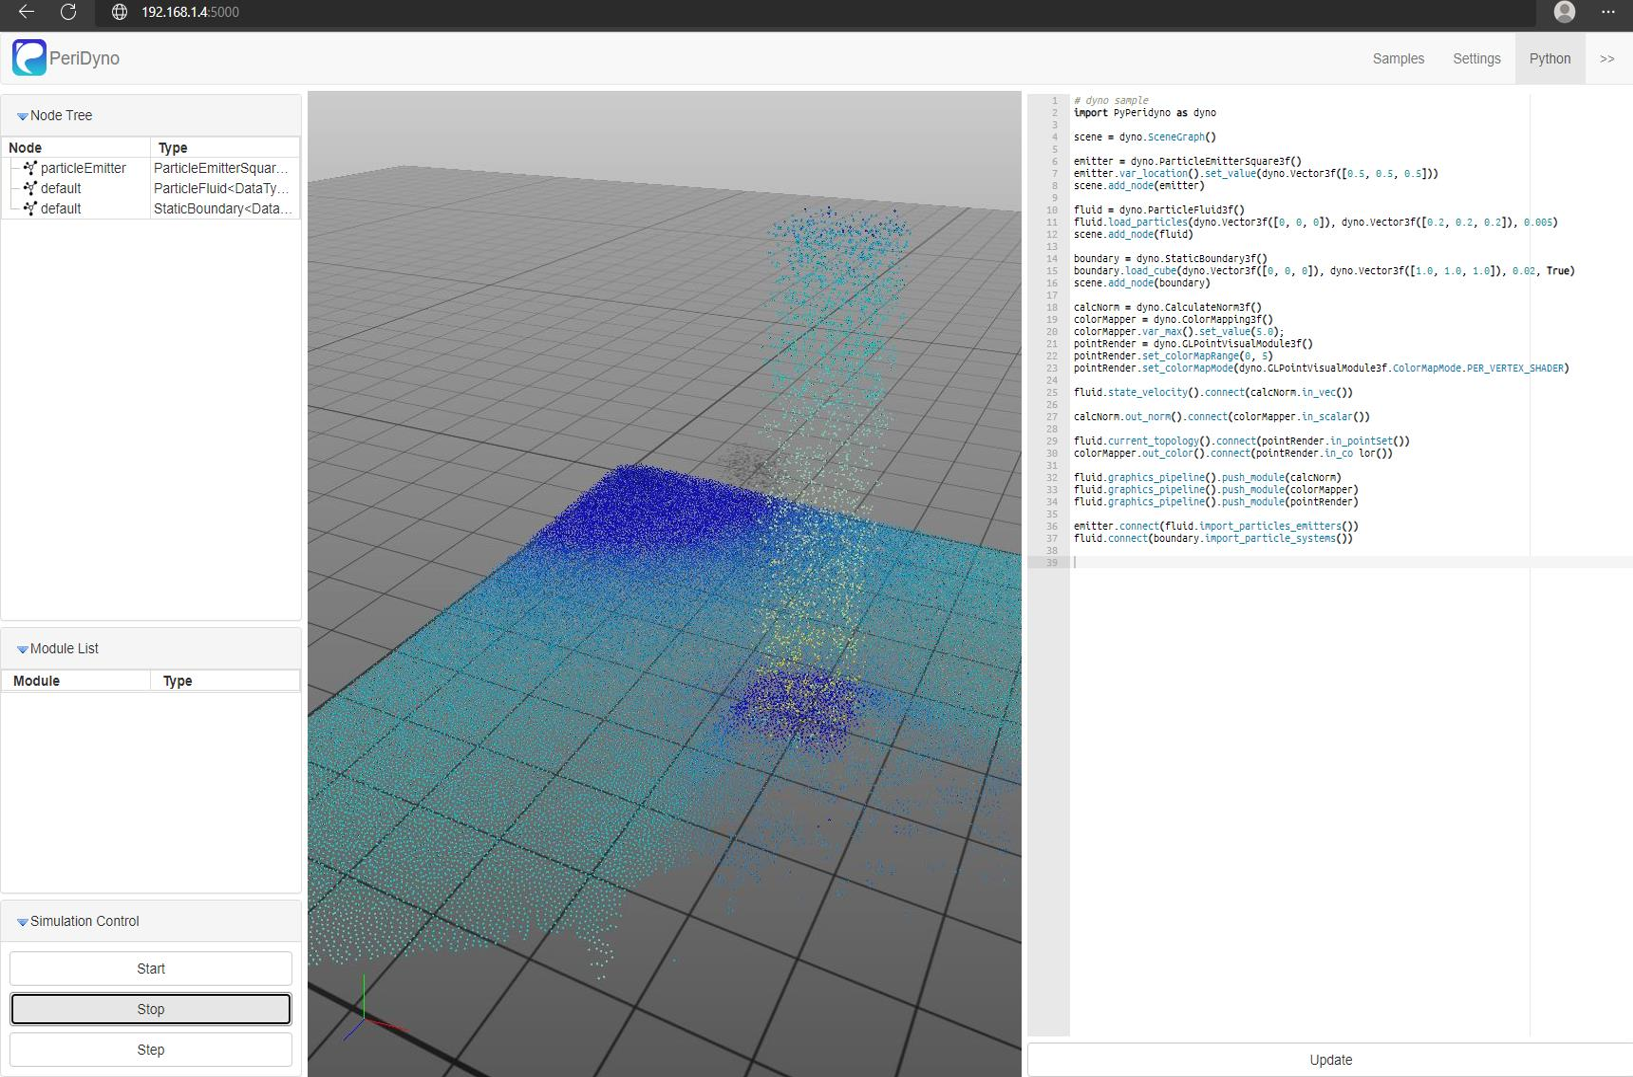 192.168.1.4:5000
PeriDyno
Samples
Settings
Python
>>
Node Tree
Node Type
particleEmitter ParticleEmitterSquar...
default ParticleFluid<DataTy...
default StaticBoundary<Data...
Module List
Module Type
Simulation Control
Start
Stop
Step
1 # dyno sample
2 import PyPeridyno as dyno
3
4 scene = dyno.SceneGraph()
5
6 emitter = dyno.ParticleEmitterSquare3f()
7 emitter.var_location().set_value(dyno.Vector3f([0.5, 0.5, 0.5]))
8 scene.add_node(emitter)
9
10 fluid = dyno.ParticleFluid3f()
11 fluid.load_particles(dyno.Vector3f([0, 0, 0]), dyno.Vector3f([0.2, 0.2, 0.2]), 0.005)
12 scene.add_node(fluid)
13
14 boundary = dyno.StaticBoundary3f()
15 boundary.load_cube(dyno.Vector3f([0, 0, 0]), dyno.Vector3f([1.0, 1.0, 1.0]), 0.02, True)
16 scene.add_node(boundary)
17
18 calcNorm = dyno.CalculateNorm3f()
19 colorMapper = dyno.ColorMapping3f()
20 colorMapper.var_max().set_value(5.0);
21 pointRender = dyno.GLPointVisualModule3f()
22 pointRender.set_colorMapRange(0, 5)
23 pointRender.set_colorMapMode(dyno.GLPointVisualModule3f.ColorMapMode.PER_VERTEX_SHADER)
24
25 fluid.state_velocity().connect(calcNorm.in_vec())
26
27 calcNorm.out_norm().connect(colorMapper.in_scalar())
28
29 fluid.current_topology().connect(pointRender.in_pointSet())
30 colorMapper.out_color().connect(pointRender.in_co lor())
31
32 fluid.graphics_pipeline().push_module(calcNorm)
33 fluid.graphics_pipeline().push_module(colorMapper)
34 fluid.graphics_pipeline().push_module(pointRender)
35
36 emitter.connect(fluid.import_particles_emitters())
37 fluid.connect(boundary.import_particle_systems())
38
39
Update